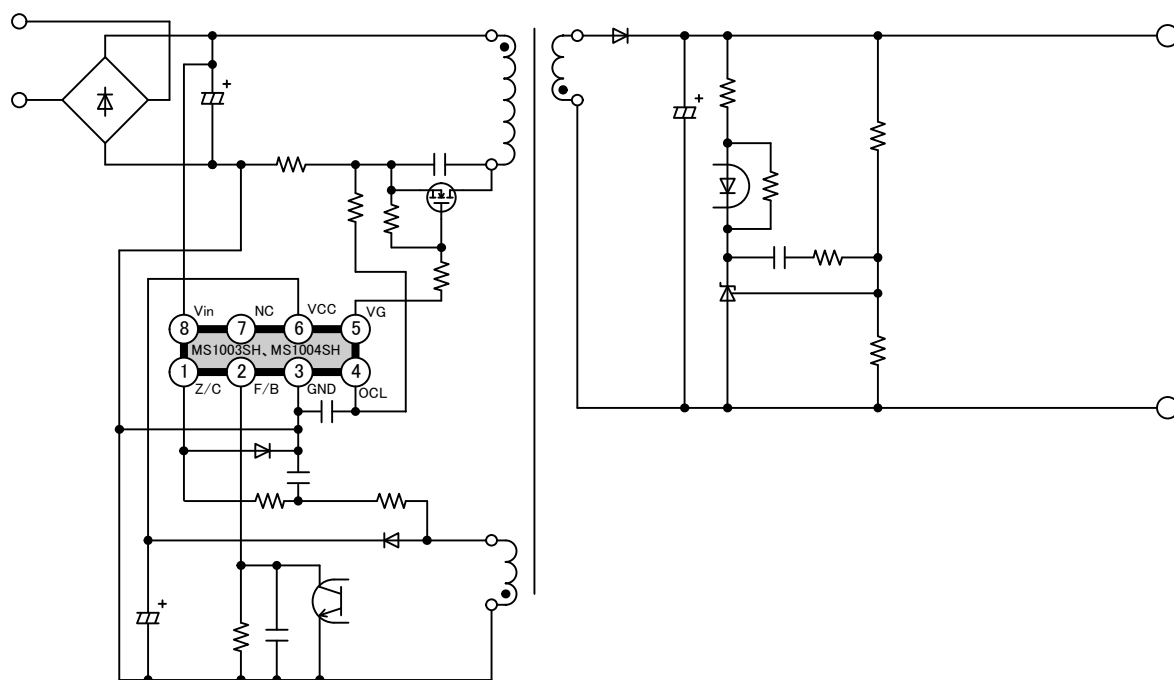 +
+
Vin NC VCC VG
8 7 6 5
MS1003SH、MS1004SH
1 2 3 4
Z/C F/B GND OCL
+